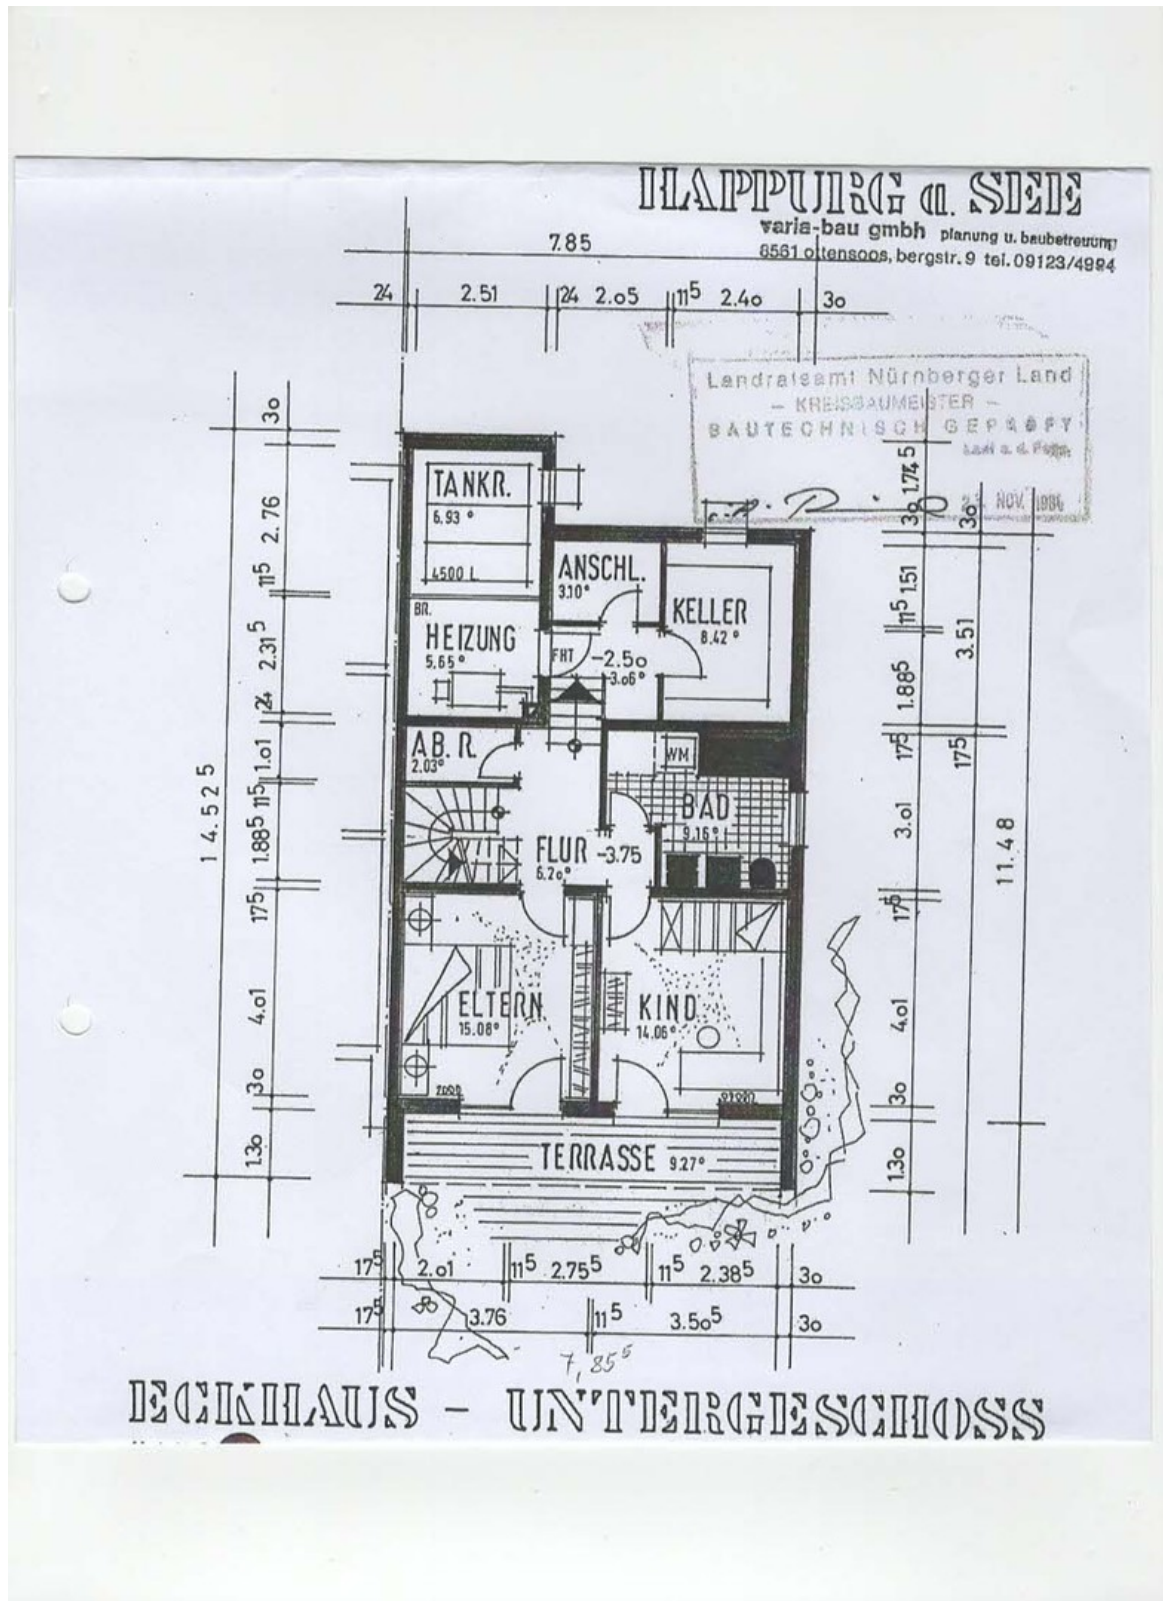 HAPPURG a. SEE
varia-bau gmbh planung u. baubetreuung
8561 ottensoos, bergstr. 9 tel. 09123/4994
7.85
24 2.51 24 2.05 11⁵ 2.40 30
Landratsamt Nürnberger Land
- KREISBAUMEISTER -
BAUTECHNISCH GEPRÜFT
NOV.
30
2.76
11⁵
2.31⁵
24
1.01
11⁵
1.88⁵
17⁵
4.01
30
1.30
14.525
TANKR.
6.93°
4500 L
ANSCHL.
3.10°
KELLER
8.42°
BR.
HEIZUNG
5.65°
FHT
-2.50
3.06°
AB. R.
2.03°
WM
BAD
9.16°
FLUR -3.75
6.20°
ELTERN
15.08°
KIND
14.06°
TERRASSE 9.27°
1.74⁵
30
1.51
11⁵
1.88⁵
17⁵
3.01
17⁵
4.01
30
1.30
30
3.51
17⁵
11.48
17⁵ 2.01 11⁵ 2.75⁵ 11⁵ 2.38⁵ 30
17⁵ 3.76 11⁵ 3.50⁵ 30
7,85⁵
ECKHAUS - UNTERGESCHOSS